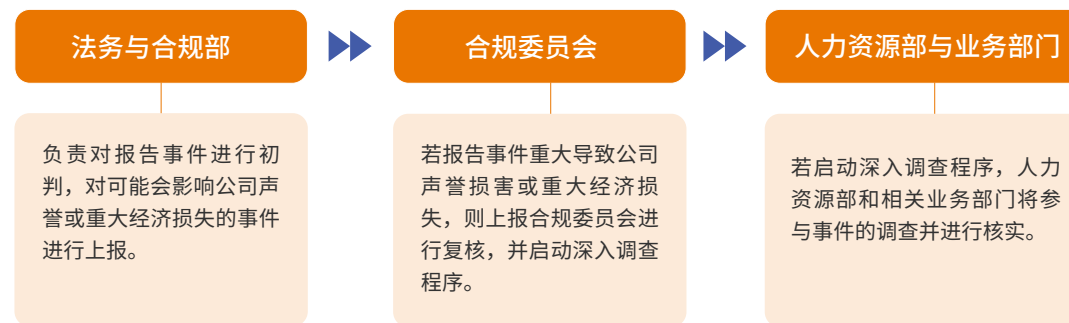 法务与合规部
合规委员会
人力资源部与业务部门
负责对报告事件进行初
判，对可能会影响公司声
誉或重大经济损失的事件
进行上报。
若报告事件重大导致公司
声誉损害或重大经济损
失，则上报合规委员会进
行复核，并启动深入调查
程序。
若启动深入调查程序，人力
资源部和相关业务部门将参
与事件的调查并进行核实。